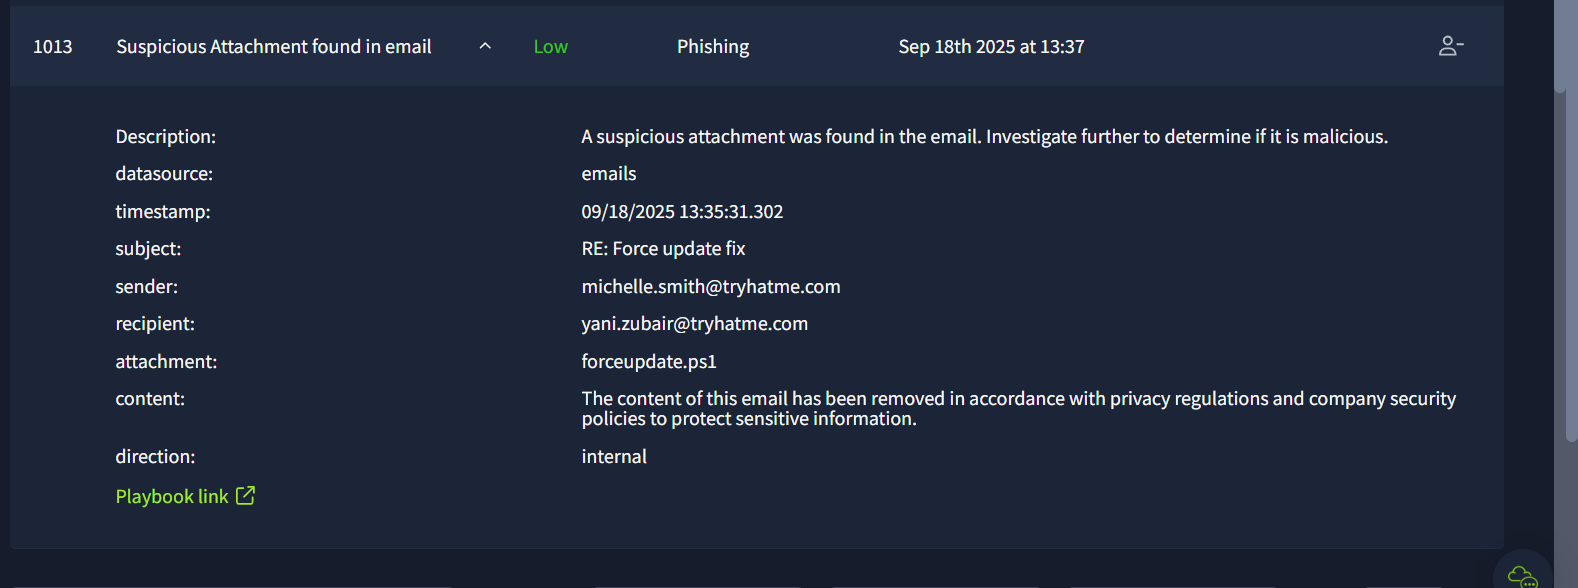 1013 Suspicious Attachment found in email Low Phishing Sep 18th 2025 at 13:37
Description: A suspicious attachment was found in the email. Investigate further to determine if it is malicious.
datasource: emails
timestamp: 09/18/2025 13:35:31.302
subject: RE: Force update fix
sender: michelle.smith@tryhatme.com
recipient: yani.zubair@tryhatme.com
attachment: forceupdate.ps1
content: The content of this email has been removed in accordance with privacy regulations and company security
policies to protect sensitive information.
direction: internal
Playbook link